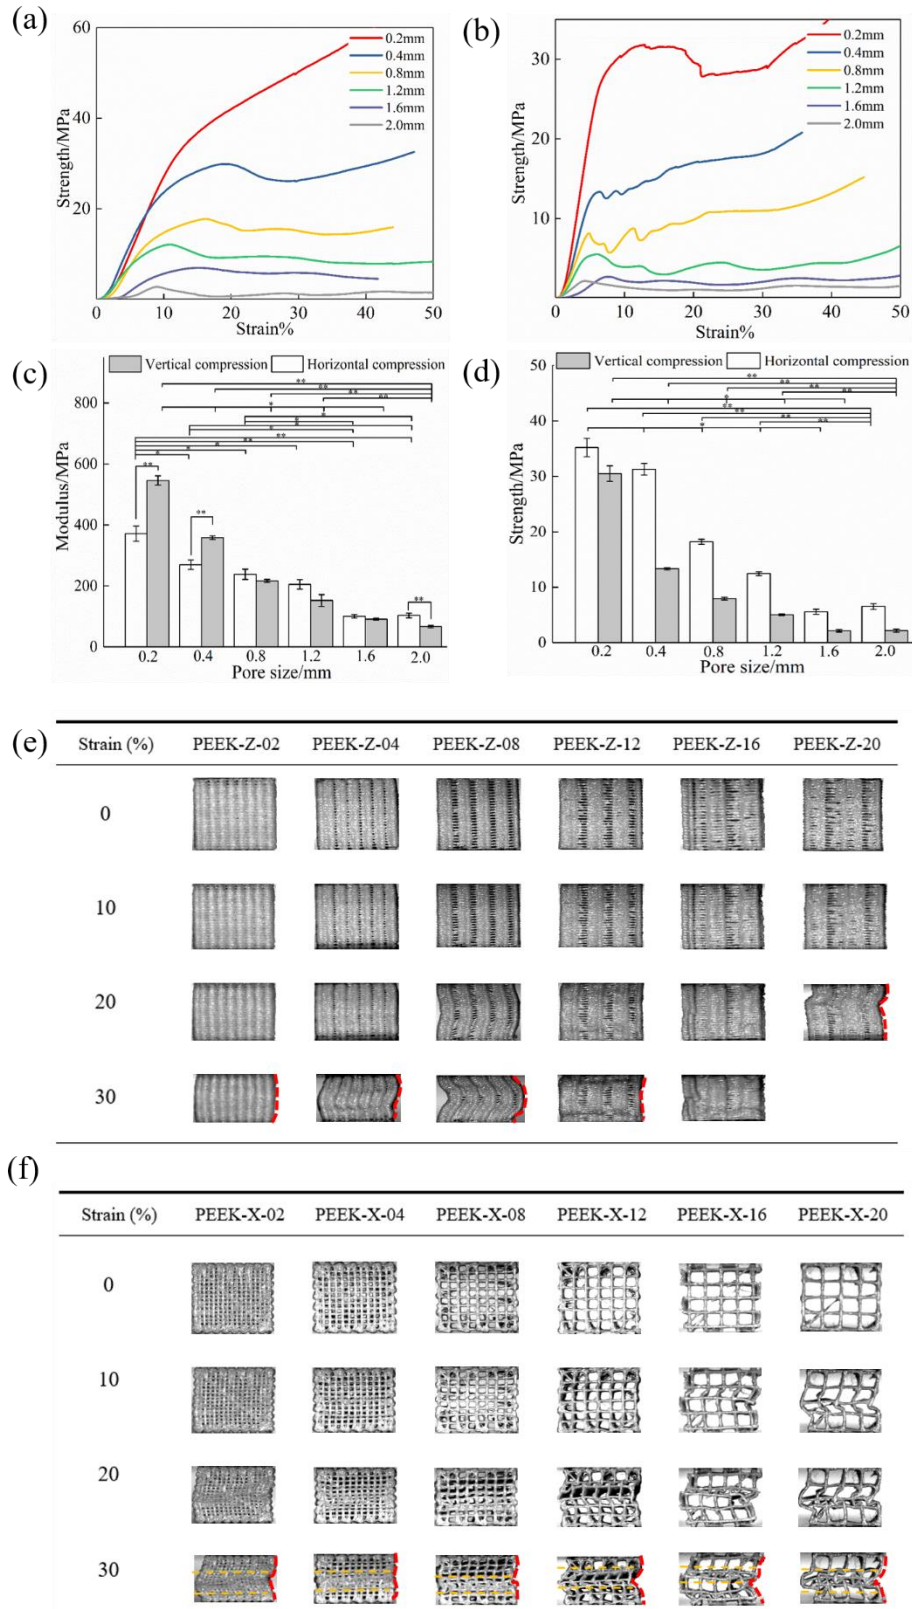 (a)
60
40
20
0
Strength/MPa
0.2mm
0.4mm
0.8mm
1.2mm
1.6mm
2.0mm
0 10 20 30 40 50
Strain%
(b)
30
20
10
0
Strength/MPa
0.2mm
0.4mm
0.8mm
1.2mm
1.6mm
2.0mm
0 10 20 30 40 50
Strain%
(c)
Vertical compression Horizontal compression
800
600
400
200
0
Modulus/MPa
**
**
**
**
*
*
*
*
*
**
*
*
*
**
**
**
0.2 0.4 0.8 1.2 1.6 2.0
Pore size/mm
(d)
Vertical compression Horizontal compression
50
40
30
20
10
0
Strength/MPa
**
**
**
**
*
**
**
**
**
*
0.2 0.4 0.8 1.2 1.6 2.0
Pore size/mm
(e)
Strain (%) PEEK-Z-02 PEEK-Z-04 PEEK-Z-08 PEEK-Z-12 PEEK-Z-16 PEEK-Z-20
0
10
20
30
(f)
Strain (%) PEEK-X-02 PEEK-X-04 PEEK-X-08 PEEK-X-12 PEEK-X-16 PEEK-X-20
0
10
20
30